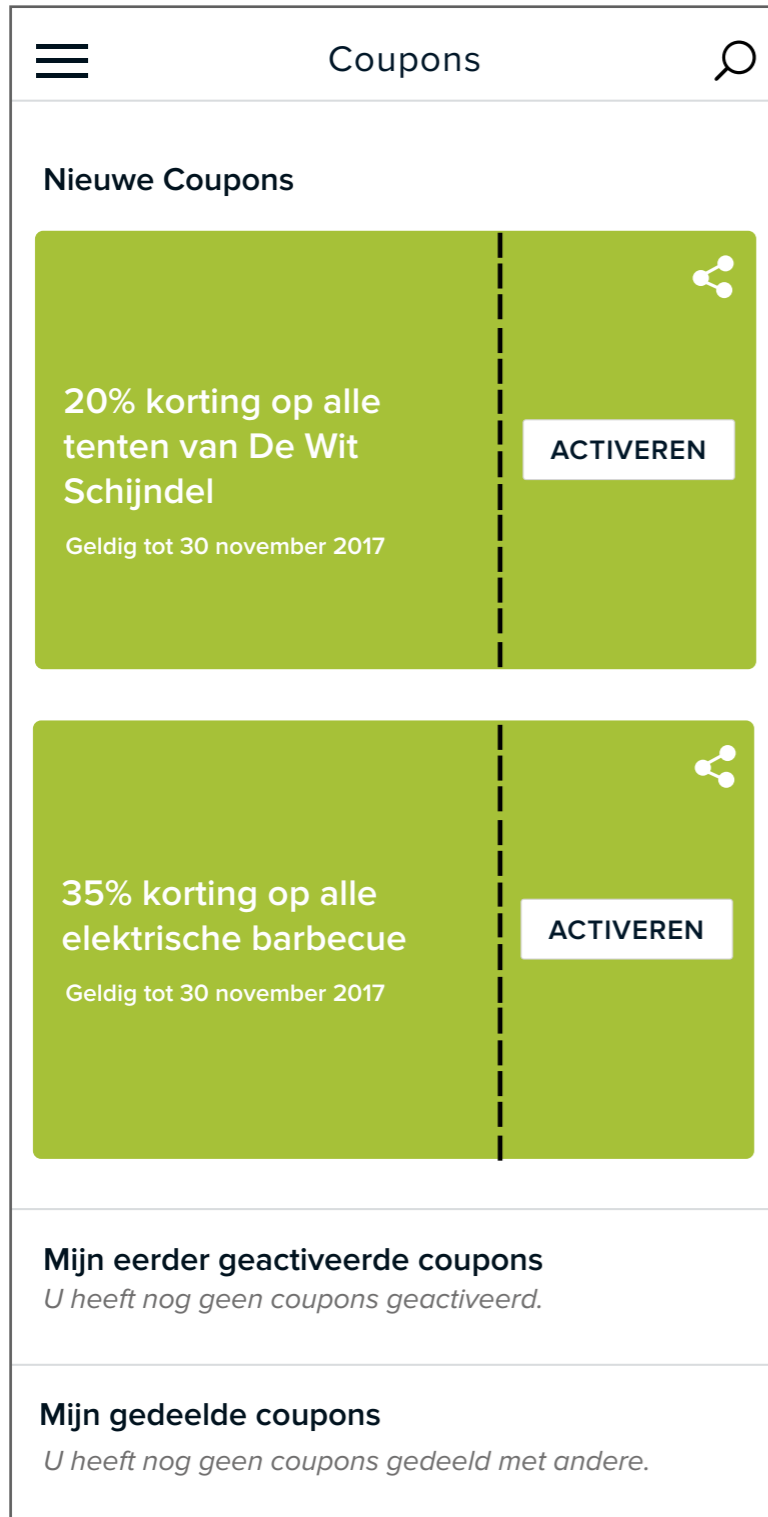 Coupons
Nieuwe Coupons
20% korting op alle
tenten van De Wit
Schijndel
Geldig tot 30 november 2017
ACTIVEREN
35% korting op alle
elektrische barbecue
Geldig tot 30 november 2017
ACTIVEREN
Mijn eerder geactiveerde coupons
U heeft nog geen coupons geactiveerd.
Mijn gedeelde coupons
U heeft nog geen coupons gedeeld met andere.